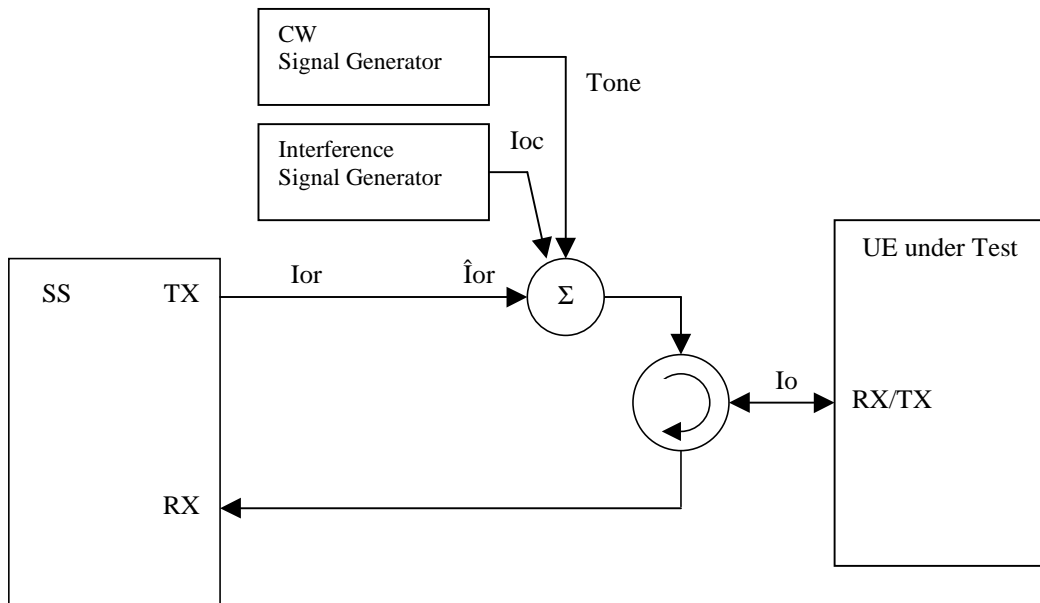 CW
Signal Generator
Tone
Interference
Signal Generator
Ioc
UE under Test
SS
TX
Ior
Îor
Σ
Io
RX/TX
RX